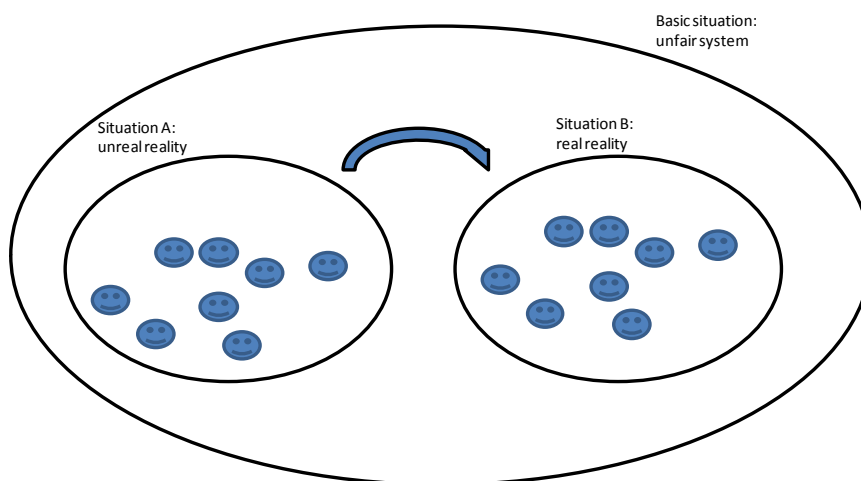 Basic situation:
unfair system
Situation A:
unreal reality
Situation B:
real reality